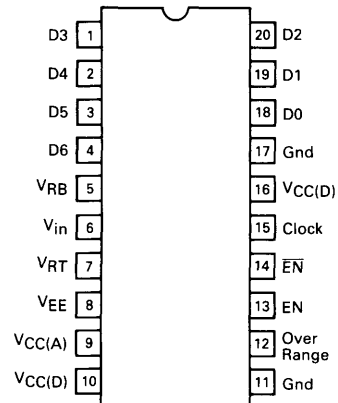 D3 1 20 D2
D4 2 19 D1
D5 3 18 D0
D6 4 17 Gnd
VRB 5 16 VCC(D)
Vin 6 15 Clock
VRT 7 14 E̅N̅
VEE 8 13 EN
VCC(A) 9 12 Over
Range
VCC(D) 10 11 Gnd